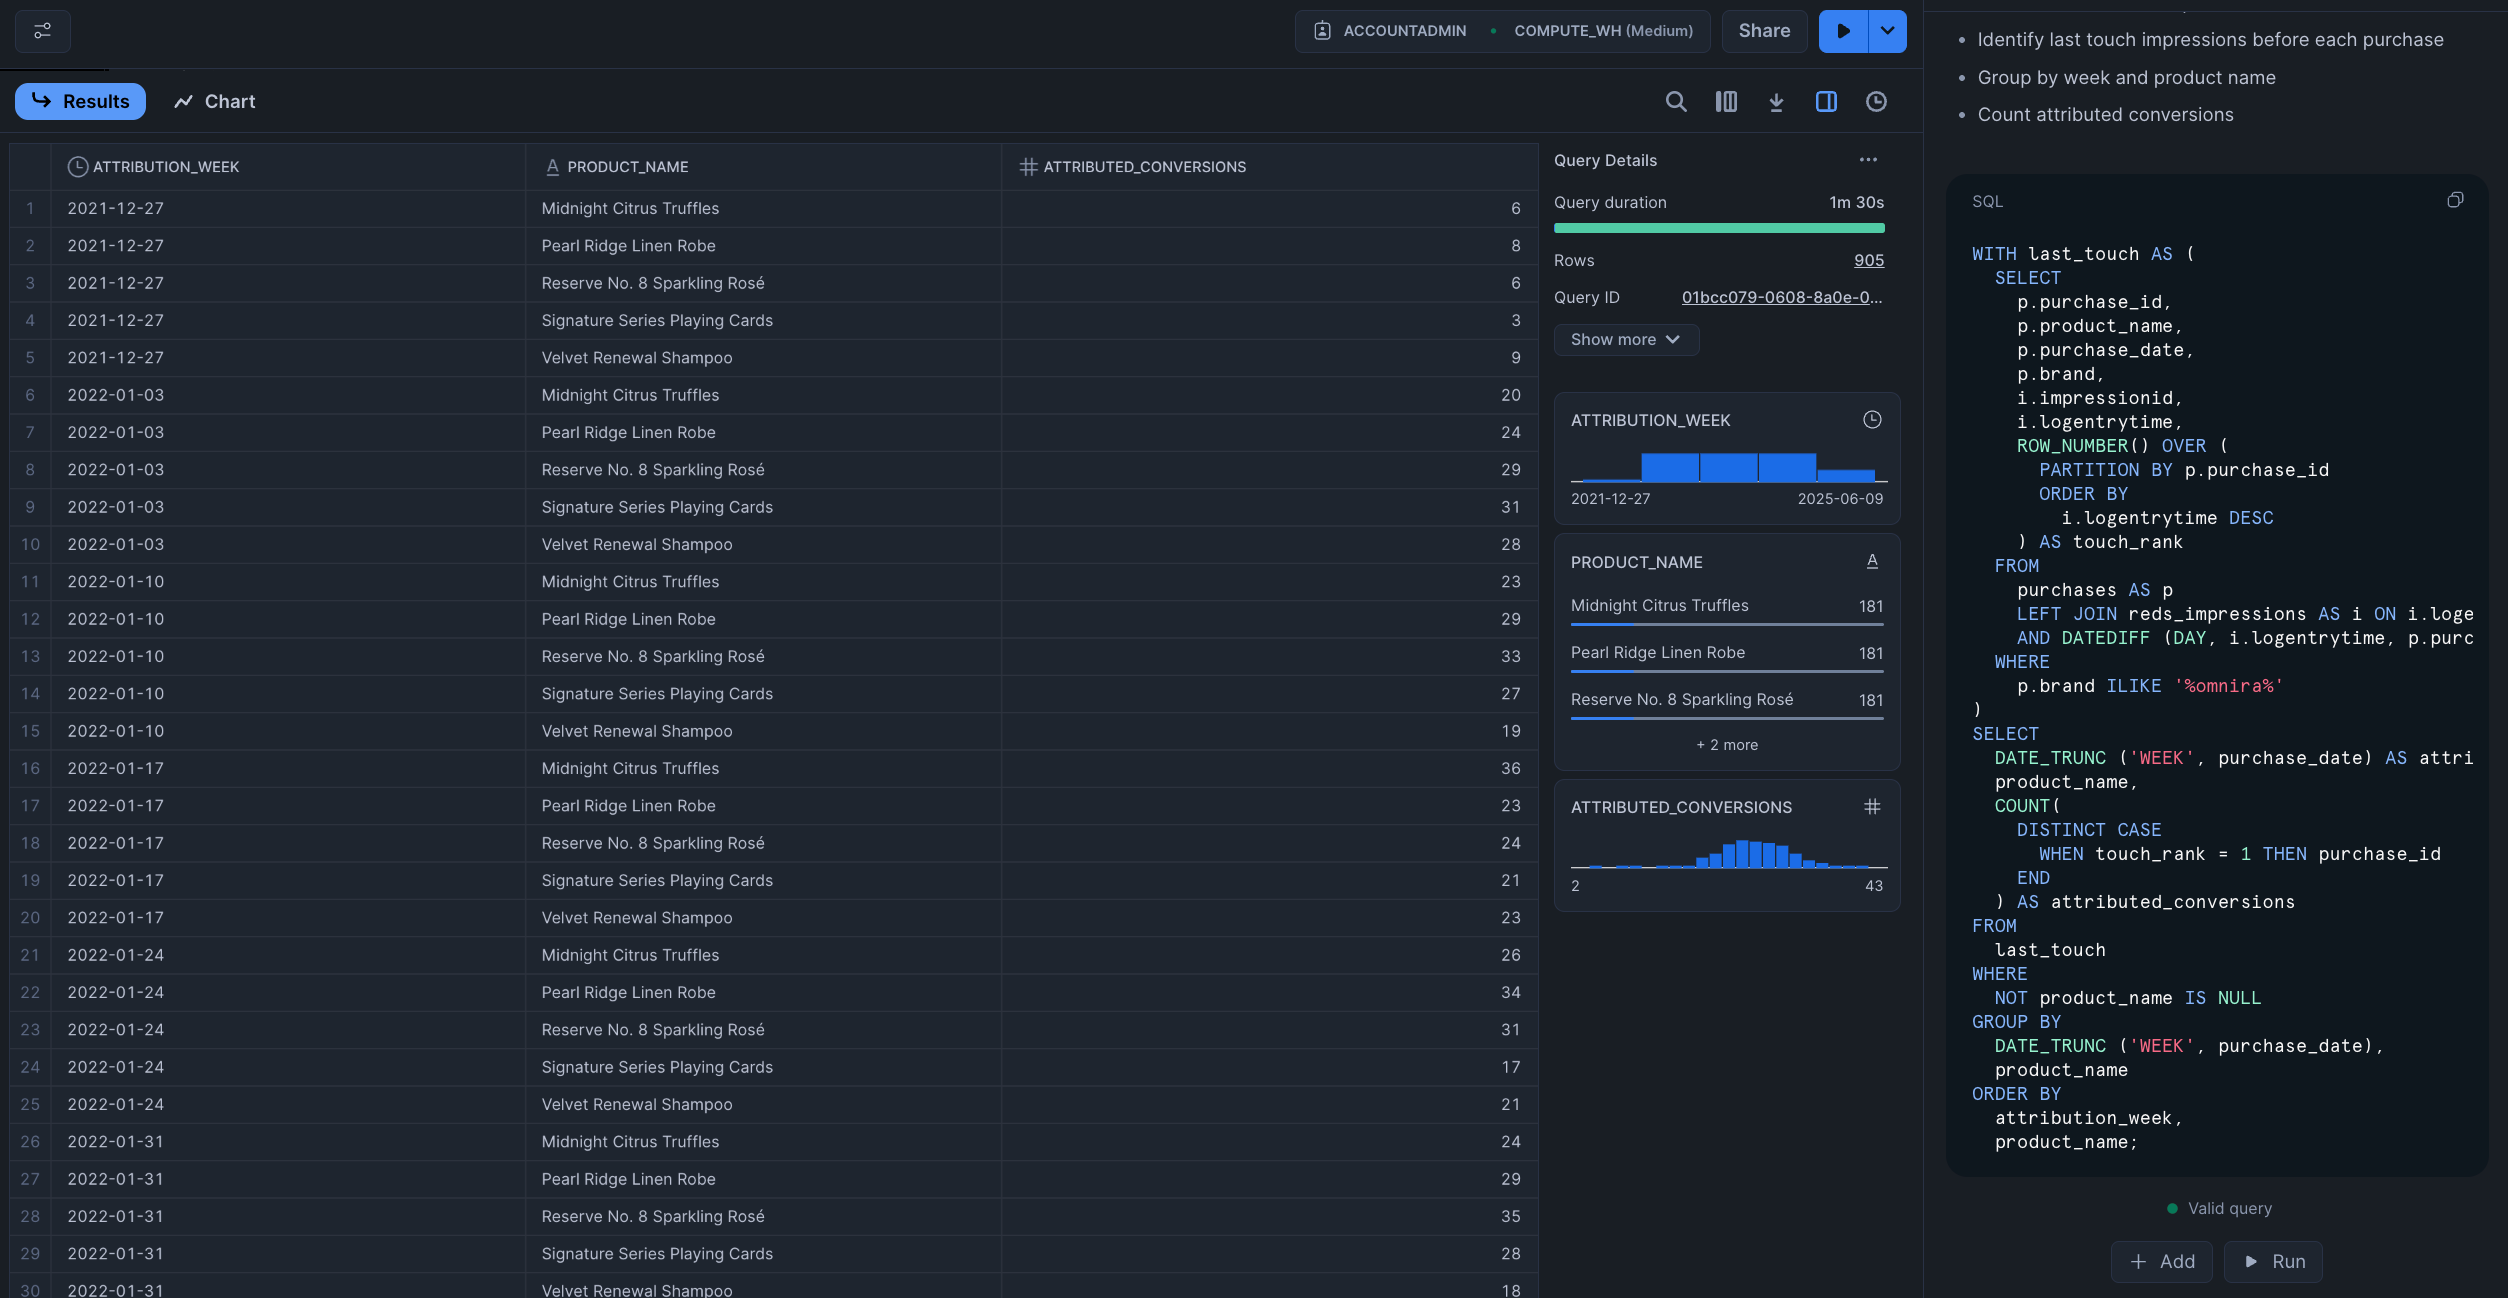 ACCOUNTADMIN • COMPUTE_WH (Medium)
Share
Results
Chart
ATTRIBUTION_WEEK PRODUCT_NAME ATTRIBUTED_CONVERSIONS
1 2021-12-27 Midnight Citrus Truffles 6
2 2021-12-27 Pearl Ridge Linen Robe 8
3 2021-12-27 Reserve No. 8 Sparkling Rosé 6
4 2021-12-27 Signature Series Playing Cards 3
5 2021-12-27 Velvet Renewal Shampoo 9
6 2022-01-03 Midnight Citrus Truffles 20
7 2022-01-03 Pearl Ridge Linen Robe 24
8 2022-01-03 Reserve No. 8 Sparkling Rosé 29
9 2022-01-03 Signature Series Playing Cards 31
10 2022-01-03 Velvet Renewal Shampoo 28
11 2022-01-10 Midnight Citrus Truffles 23
12 2022-01-10 Pearl Ridge Linen Robe 29
13 2022-01-10 Reserve No. 8 Sparkling Rosé 33
14 2022-01-10 Signature Series Playing Cards 27
15 2022-01-10 Velvet Renewal Shampoo 19
16 2022-01-17 Midnight Citrus Truffles 36
17 2022-01-17 Pearl Ridge Linen Robe 23
18 2022-01-17 Reserve No. 8 Sparkling Rosé 24
19 2022-01-17 Signature Series Playing Cards 21
20 2022-01-17 Velvet Renewal Shampoo 23
21 2022-01-24 Midnight Citrus Truffles 26
22 2022-01-24 Pearl Ridge Linen Robe 34
23 2022-01-24 Reserve No. 8 Sparkling Rosé 31
24 2022-01-24 Signature Series Playing Cards 17
25 2022-01-24 Velvet Renewal Shampoo 21
26 2022-01-31 Midnight Citrus Truffles 24
27 2022-01-31 Pearl Ridge Linen Robe 29
28 2022-01-31 Reserve No. 8 Sparkling Rosé 35
29 2022-01-31 Signature Series Playing Cards 28
30 2022-01-31 Velvet Renewal Shampoo 18
Query Details
Query duration 1m 30s
Rows 905
Query ID 01bcc079-0608-8a0e-0...
Show more
ATTRIBUTION_WEEK
2021-12-27 2025-06-09
PRODUCT_NAME
Midnight Citrus Truffles 181
Pearl Ridge Linen Robe 181
Reserve No. 8 Sparkling Rosé 181
+ 2 more
ATTRIBUTED_CONVERSIONS
2 43
• Identify last touch impressions before each purchase
• Group by week and product name
• Count attributed conversions
SQL
WITH last_touch AS (
SELECT
p.purchase_id,
p.product_name,
p.purchase_date,
p.brand,
i.impressionid,
i.logentrytime,
ROW_NUMBER() OVER (
PARTITION BY p.purchase_id
ORDER BY
i.logentrytime DESC
) AS touch_rank
FROM
purchases AS p
LEFT JOIN reds_impressions AS i ON i.loge
AND DATEDIFF (DAY, i.logentrytime, p.purc
WHERE
p.brand ILIKE '%omnira%'
)
SELECT
DATE_TRUNC ('WEEK', purchase_date) AS attri
product_name,
COUNT(
DISTINCT CASE
WHEN touch_rank = 1 THEN purchase_id
END
) AS attributed_conversions
FROM
last_touch
WHERE
NOT product_name IS NULL
GROUP BY
DATE_TRUNC ('WEEK', purchase_date),
product_name
ORDER BY
attribution_week,
product_name;
Valid query
Add
Run